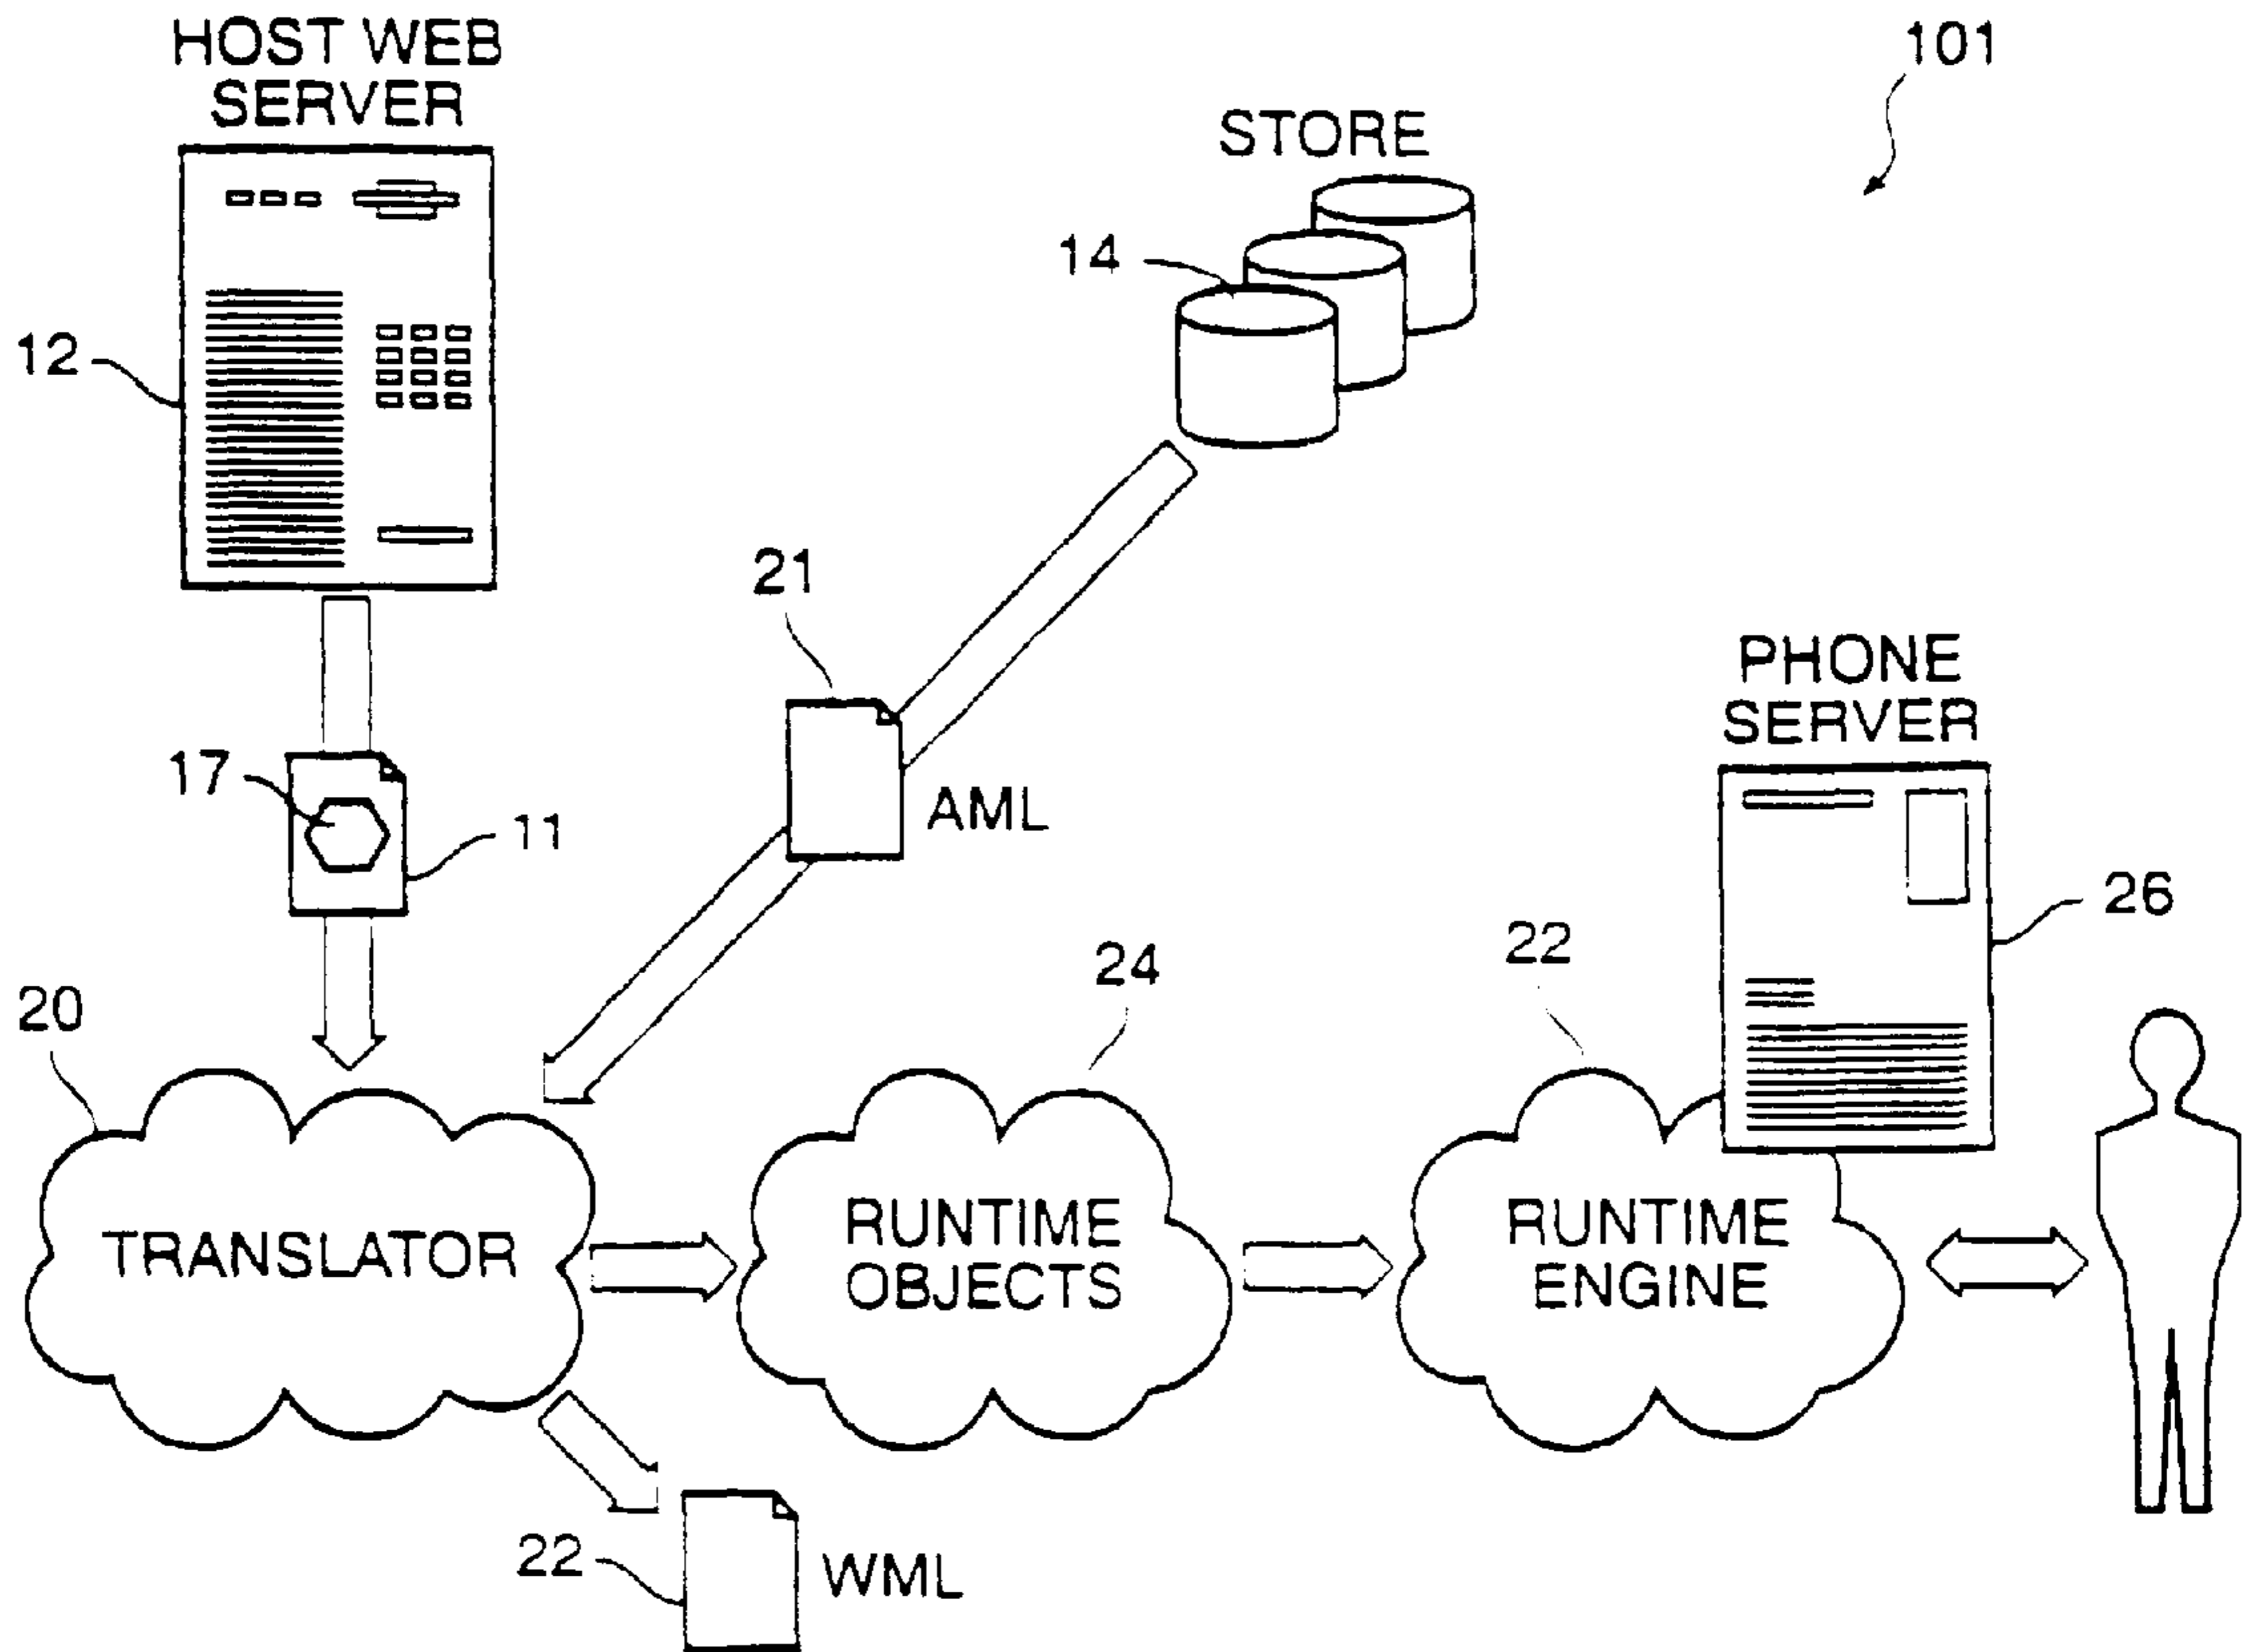 HOST WEB
SERVER
101
STORE
14
12
21
PHONE
SERVER
17
11
AML
26
22
24
20
TRANSLATOR
RUNTIME
OBJECTS
RUNTIME
ENGINE
22
WML